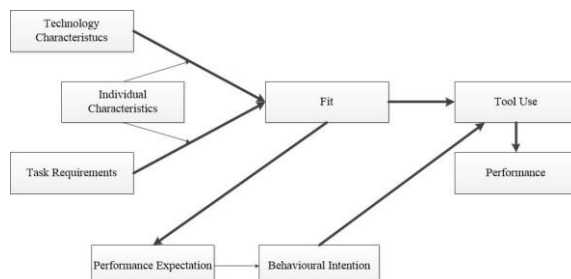 Technology
Characteristucs
Individual
Characteristics
Fit
Tool Use
Task Requirements
Performance
Performance Expectation
Behavioural Intention